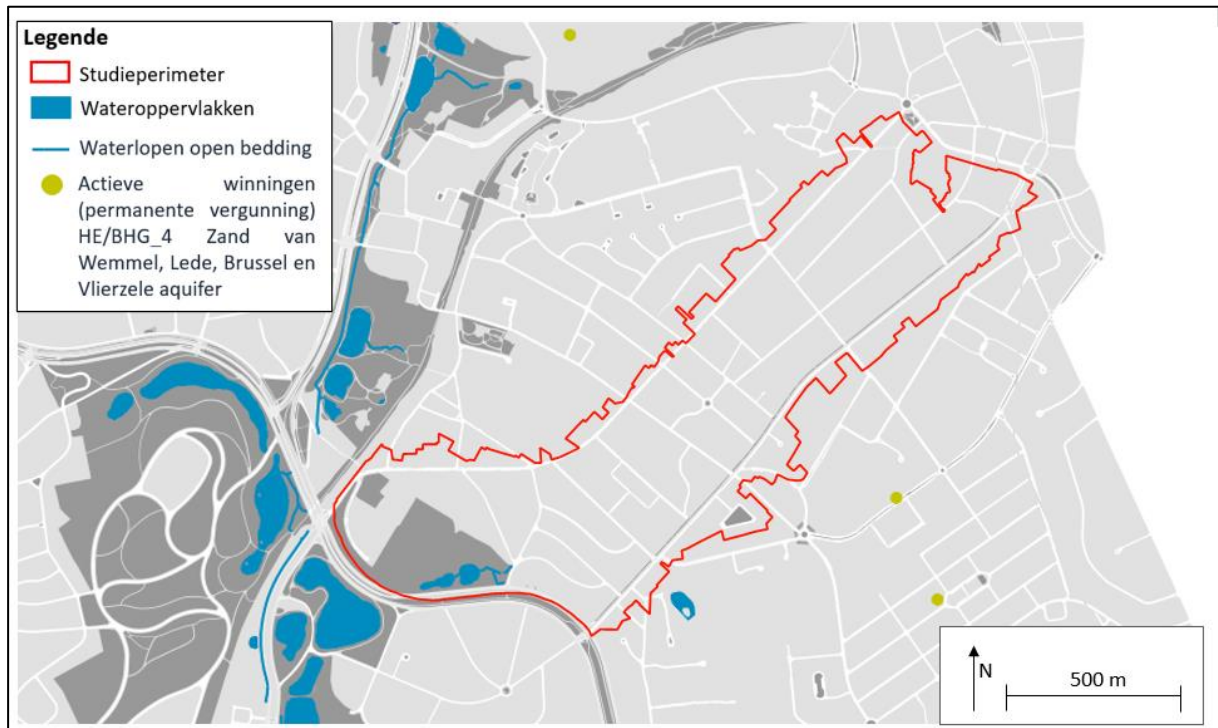 Legende
Studieperimeter
Wateroppervlakken
Waterlopen open bedding
Actieve winningen
(permanente vergunning)
HE/BHG_4 Zand van
Wemmel, Lede, Brussel en
Vlierzele aquifer
N
500 m